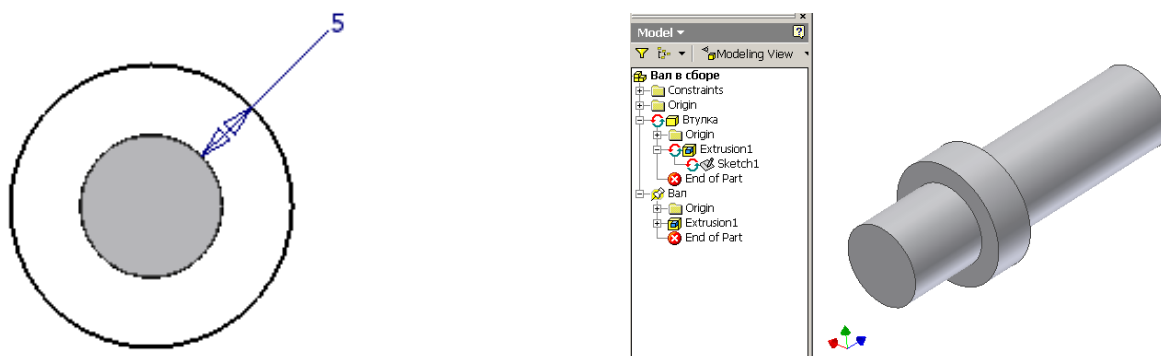 5
Model
Modeling View
Вал в сборе
Constraints
Origin
Втулка
Origin
Extrusion1
Sketch1
End of Part
Вал
Origin
Extrusion1
End of Part